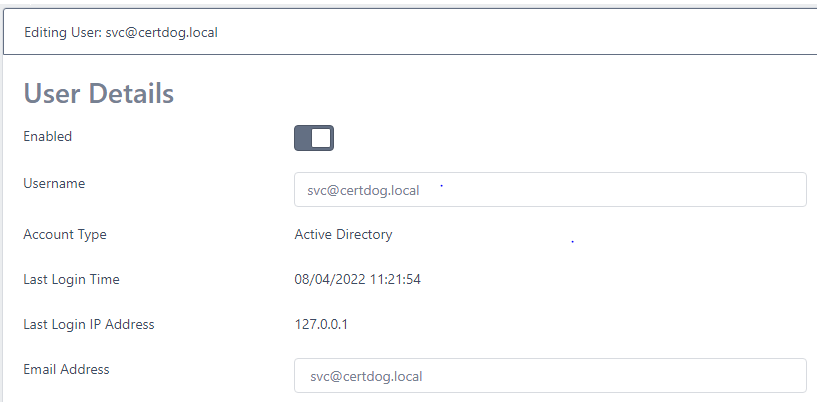 Editing User: svc@certdog.local
User Details
Enabled
Username svc@certdog.local
Account Type Active Directory
Last Login Time 08/04/2022 11:21:54
Last Login IP Address 127.0.0.1
Email Address svc@certdog.local